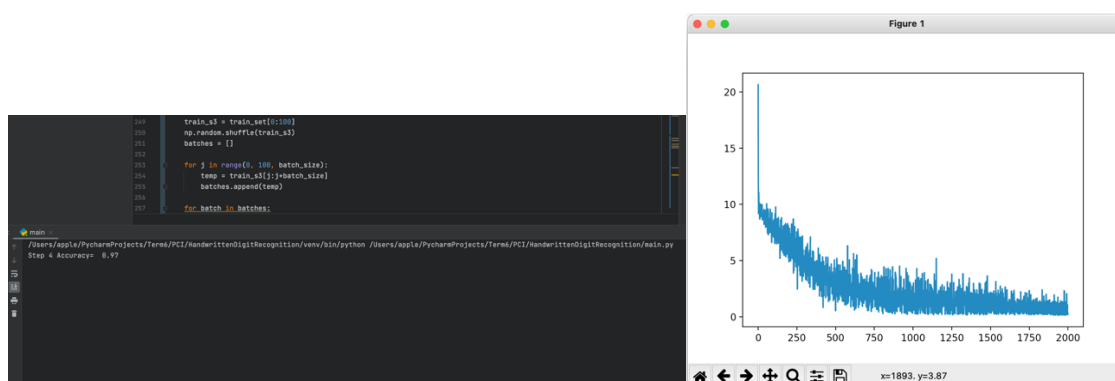 249 train_s3 = train_set[0:100]
250 np.random.shuffle(train_s3)
251 batches = []
252
253 for j in range(0, 100, batch_size):
254 temp = train_s3[j:j+batch_size]
255 batches.append(temp)
256
257 for batch in batches:
main ×
/Users/apple/PycharmProjects/Term6/PCI/HandwrittenDigitRecognition/venv/bin/python /Users/apple/PycharmProjects/Term6/PCI/HandwrittenDigitRecognition/main.py
Step 4 Accuracy= 0.97
Figure 1
20
15
10
5
0
0 250 500 750 1000 1250 1500 1750 2000
x=1893. y=3.87